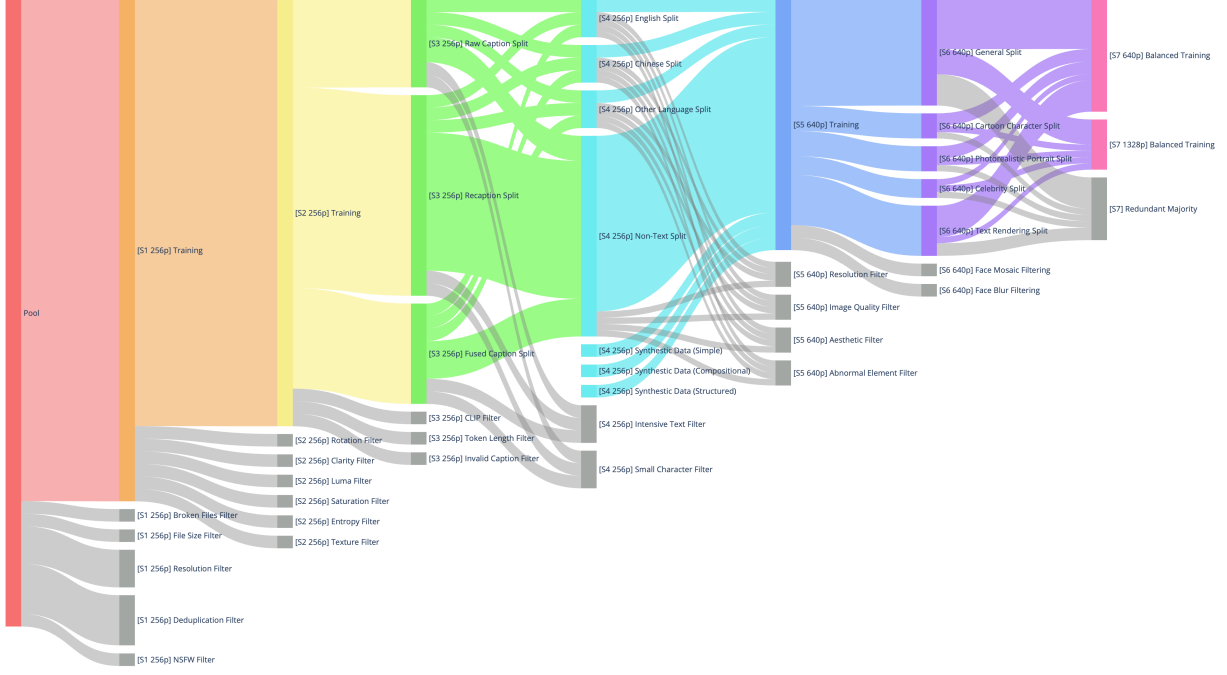 Pool
[S1 256p] Training
[S1 256p] Broken Files Filter
[S1 256p] File Size Filter
[S1 256p] Resolution Filter
[S1 256p] Deduplication Filter
[S1 256p] NSFW Filter
[S2 256p] Training
[S2 256p] Rotation Filter
[S2 256p] Clarity Filter
[S2 256p] Luma Filter
[S2 256p] Saturation Filter
[S2 256p] Entropy Filter
[S2 256p] Texture Filter
[S3 256p] Raw Caption Split
[S3 256p] Recaption Split
[S3 256p] Fused Caption Split
[S3 256p] CLIP Filter
[S3 256p] Token Length Filter
[S3 256p] Invalid Caption Filter
[S4 256p] English Split
[S4 256p] Chinese Split
[S4 256p] Other Language Split
[S4 256p] Non-Text Split
[S4 256p] Synthestic Data (Simple)
[S4 256p] Synthestic Data (Compositional)
[S4 256p] Synthestic Data (Structured)
[S4 256p] Intensive Text Filter
[S4 256p] Small Character Filter
[S5 640p] Training
[S5 640p] Resolution Filter
[S5 640p] Image Quality Filter
[S5 640p] Aesthetic Filter
[S5 640p] Abnormal Element Filter
[S6 640p] General Split
[S6 640p] Cartoon Character Split
[S6 640p] Photorealistic Portrait Split
[S6 640p] Celebrity Split
[S6 640p] Text Rendering Split
[S6 640p] Face Mosaic Filtering
[S6 640p] Face Blur Filtering
[S7 640p] Balanced Training
[S7 1328p] Balanced Training
[S7] Redundant Majority